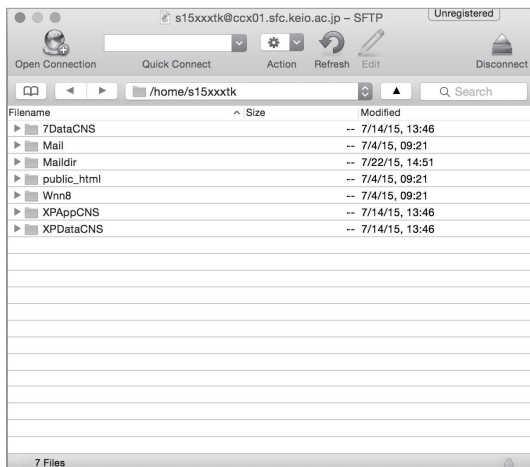 s15xxxtk@ccx01.sfc.keio.ac.jp – SFTP Unregistered
Open Connection Quick Connect Action Refresh Edit Disconnect
/home/s15xxxtk Search
Filename Size Modified
7DataCNS -- 7/14/15, 13:46
Mail -- 7/4/15, 09:21
Maildir -- 7/22/15, 14:51
public_html -- 7/4/15, 09:21
Wnn8 -- 7/4/15, 09:21
XPAppCNS -- 7/14/15, 13:46
XPDataCNS -- 7/14/15, 13:46
7 Files